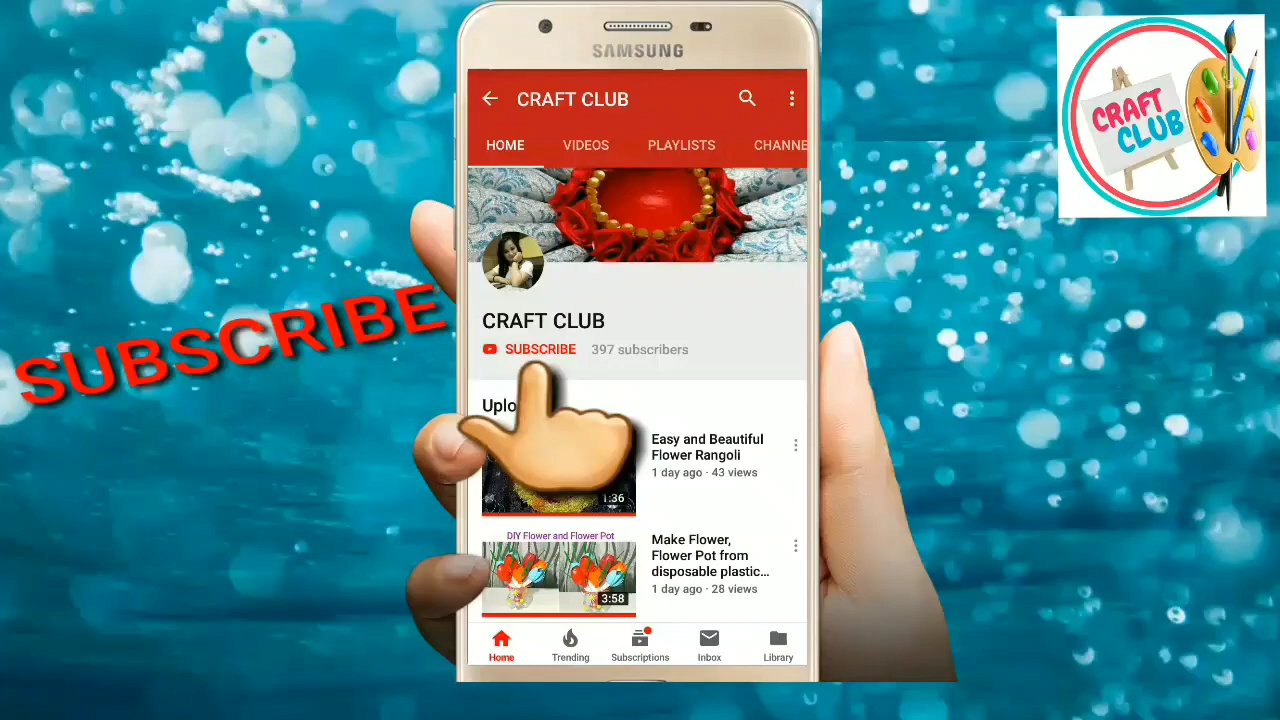 SAMSUNG
CRAFT CLUB
HOME VIDEOS PLAYLISTS CHANNE
CRAFT
CLUB
SUBSCRIBE
CRAFT CLUB
SUBSCRIBE 397 subscribers
Uplo
Easy and Beautiful
Flower Rangoli
1 day ago · 43 views
1:36
DIY Flower and Flower Pot
Make Flower,
Flower Pot from
disposable plastic...
1 day ago · 28 views
3:58
Home Trending Subscriptions Inbox Library